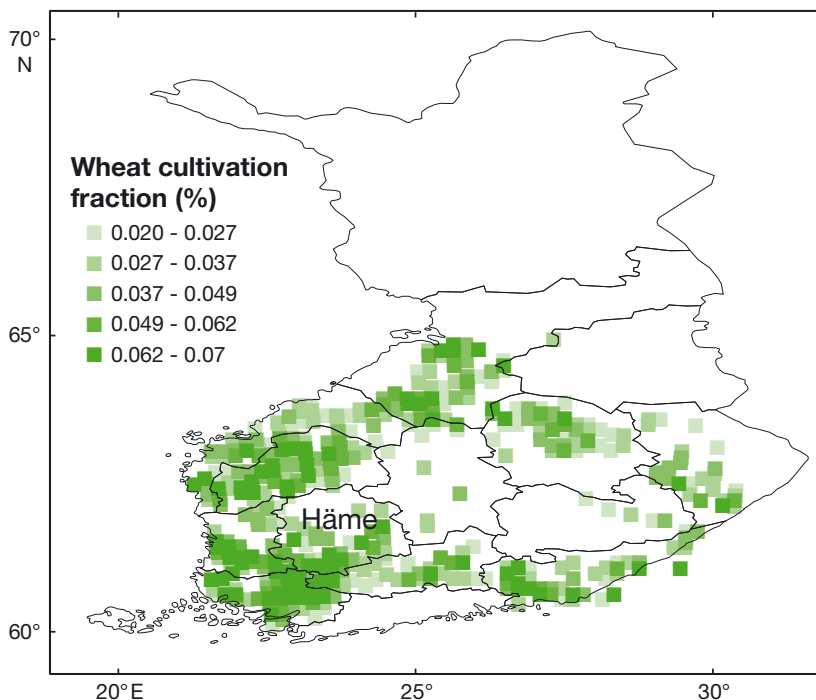 70°
N
Wheat cultivation
fraction (%)
0.020 - 0.027
0.027 - 0.037
0.037 - 0.049
0.049 - 0.062
0.062 - 0.07
65°
Häme
60°
20°E
25°
30°